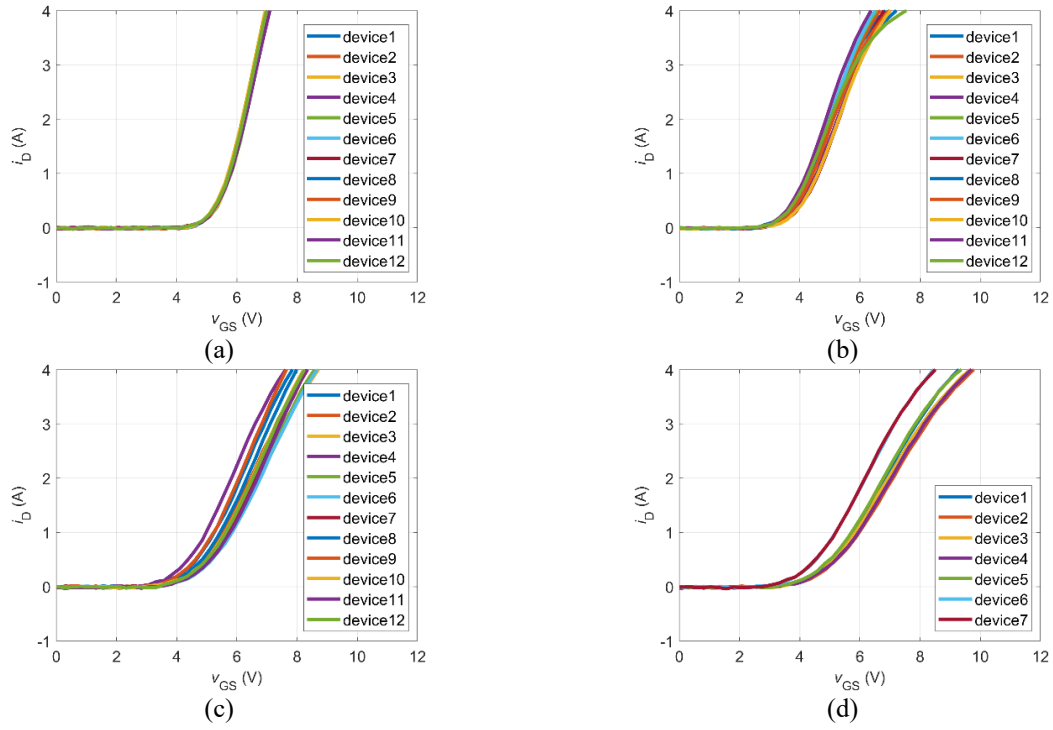 4
3
2
1
0
-1
i_D (A)
0 2 4 6 8 10 12
v_GS (V)
device1
device2
device3
device4
device5
device6
device7
device8
device9
device10
device11
device12
(a)
4
3
2
1
0
-1
i_D (A)
0 2 4 6 8 10 12
v_GS (V)
device1
device2
device3
device4
device5
device6
device7
device8
device9
device10
device11
device12
(b)
4
3
2
1
0
-1
i_D (A)
0 2 4 6 8 10 12
v_GS (V)
device1
device2
device3
device4
device5
device6
device7
device8
device9
device10
device11
device12
(c)
4
3
2
1
0
-1
i_D (A)
0 2 4 6 8 10 12
v_GS (V)
device1
device2
device3
device4
device5
device6
device7
(d)